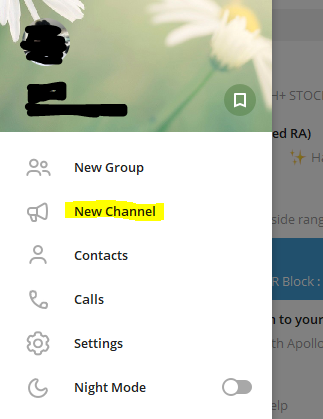 H+ STOC
ed RA)
✨ Ha
New Group
New Channel
side rang
Contacts
R Block :
Calls
n to your
Settings
th Apollo
Night Mode
elp